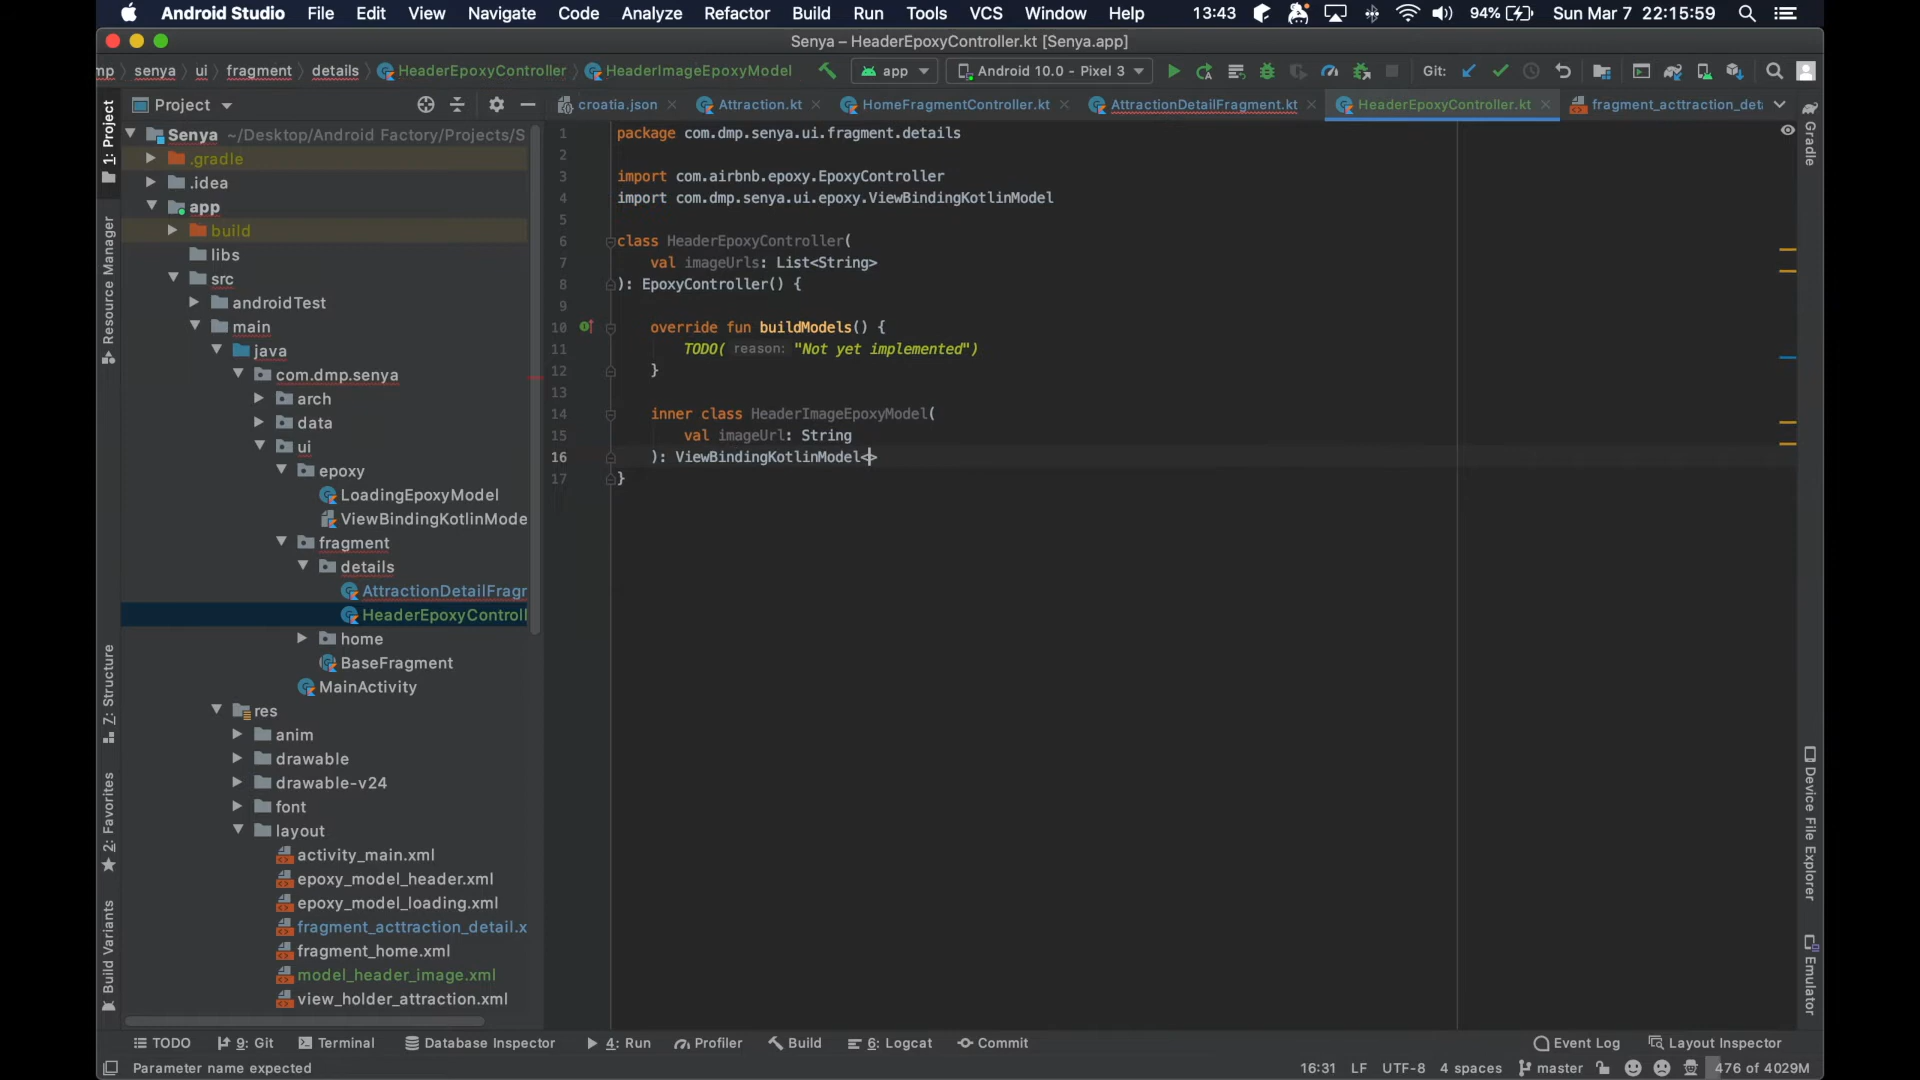 Android Studio File Edit View Navigate Code Analyze Refactor Build Run Tools VCS Window Help 13:43 94% Sun Mar 7 22:15:59
Senya – HeaderEpoxyController.kt [Senya.app]
mp senya ui fragment details HeaderEpoxyController HeaderImageEpoxyModel app Android 10.0 - Pixel 3 Git:
Project croatia.json Attraction.kt HomeFragmentController.kt AttractionDetailFragment.kt HeaderEpoxyController.kt fragment_acttraction_det
1: Project
Resource Manager
Z: Structure
2: Favorites
Build Variants
Senya ~/Desktop/Android Factory/Projects/S
.gradle
.idea
app
build
libs
src
androidTest
main
java
com.dmp.senya
arch
data
ui
epoxy
LoadingEpoxyModel
ViewBindingKotlinMode
fragment
details
AttractionDetailFragr
HeaderEpoxyControll
home
BaseFragment
MainActivity
res
anim
drawable
drawable-v24
font
layout
activity_main.xml
epoxy_model_header.xml
epoxy_model_loading.xml
fragment_acttraction_detail.x
fragment_home.xml
model_header_image.xml
view_holder_attraction.xml
1 package com.dmp.senya.ui.fragment.details
2
3 import com.airbnb.epoxy.EpoxyController
4 import com.dmp.senya.ui.epoxy.ViewBindingKotlinModel
5
6 class HeaderEpoxyController(
7 val imageUrls: List<String>
8 ): EpoxyController() {
9
10 override fun buildModels() {
11 TODO( reason: "Not yet implemented")
12 }
13
14 inner class HeaderImageEpoxyModel(
15 val imageUrl: String
16 ): ViewBindingKotlinModel<>
17 }
Gradle
Device File Explorer
Emulator
TODO 9: Git Terminal Database Inspector 4: Run Profiler Build 6: Logcat Commit Event Log Layout Inspector
Parameter name expected 16:31 LF UTF-8 4 spaces master 476 of 4029M